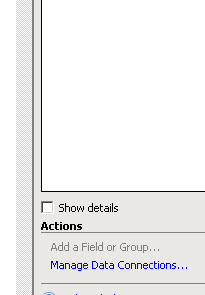 Show details
Actions
Add a Field or Group...
Manage Data Connections...